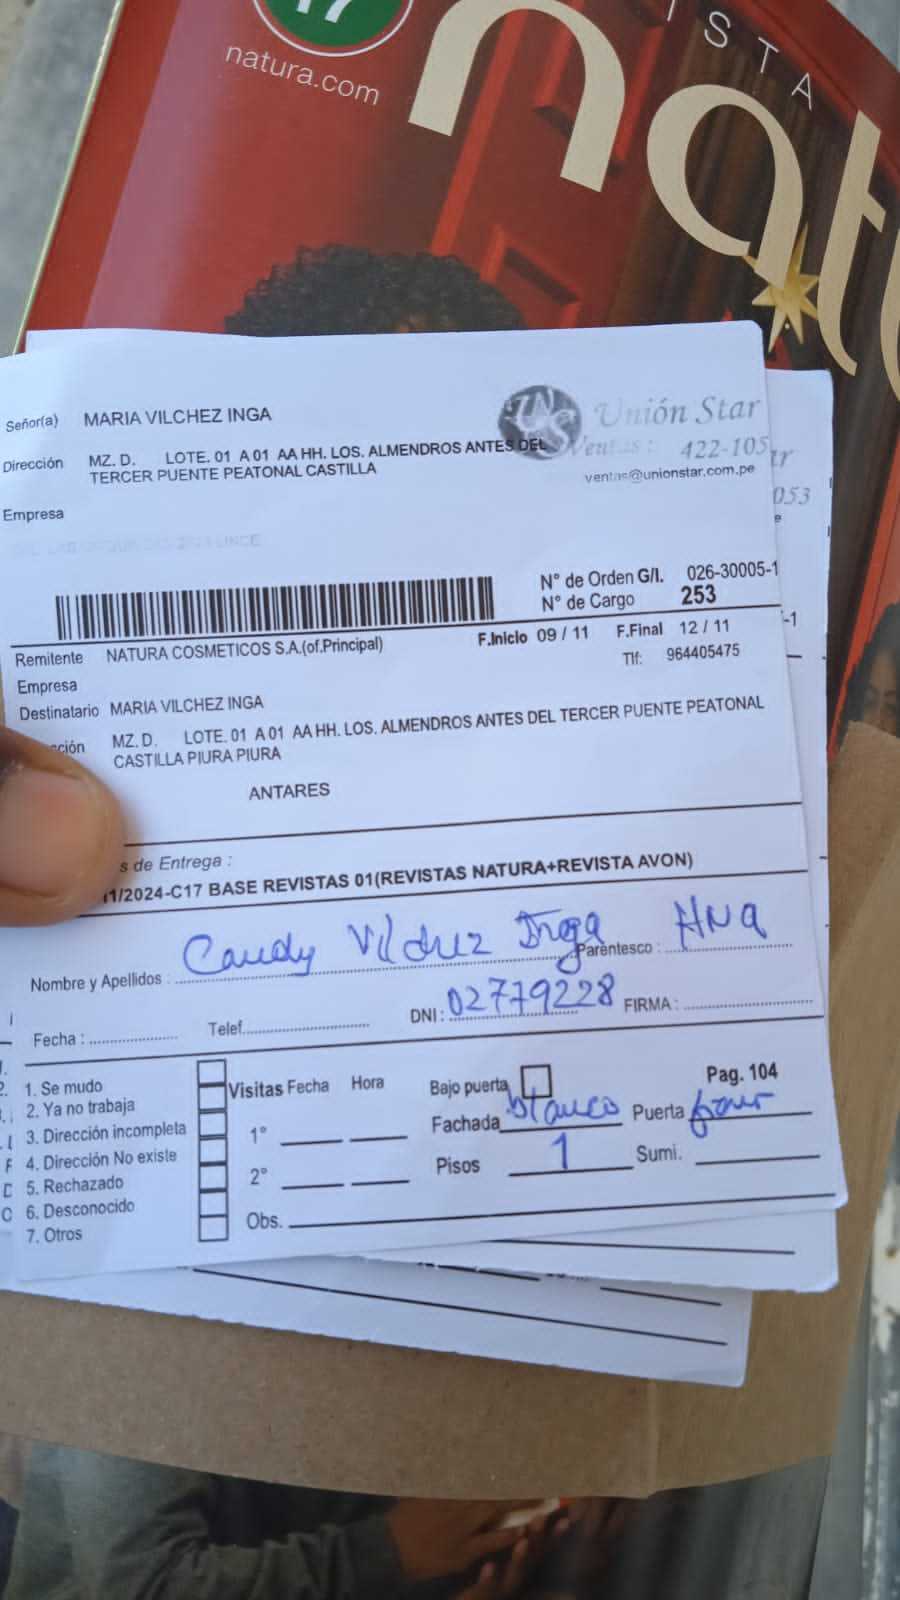 17
natura.com
ISTA
natu
Señor(a) MARIA VILCHEZ INGA
Unión Star
Dirección MZ. D. LOTE. 01 A 01 AA HH. LOS. ALMENDROS ANTES DEL
TERCER PUENTE PEATONAL CASTILLA
Ventas : 422-105
ventas@unionstar.com.pe
053
Empresa
N° de Orden G/I. 026-30005-1
N° de Cargo 253
-1
Remitente NATURA COSMETICOS S.A.(of.Principal)
F.Inicio 09 / 11 F.Final 12 / 11
Empresa
Tlf: 964405475
Destinatario MARIA VILCHEZ INGA
ción MZ. D. LOTE. 01 A 01 AA HH. LOS. ALMENDROS ANTES DEL TERCER PUENTE PEATONAL
CASTILLA PIURA PIURA
ANTARES
s de Entrega :
11/2024-C17 BASE REVISTAS 01(REVISTAS NATURA+REVISTA AVON)
Nombre y Apellidos : Candy Vilchez Inga Parentesco : HNA
Fecha : Telef. DNI : 02779228 FIRMA :
1. Se mudo
2. Ya no trabaja
3. Dirección incompleta
4. Dirección No existe
5. Rechazado
6. Desconocido
7. Otros
Visitas Fecha Hora
1°
2°
Obs.
Bajo puerta
Pag. 104
Fachada blanco Puerta
Pisos 1 Sumi.